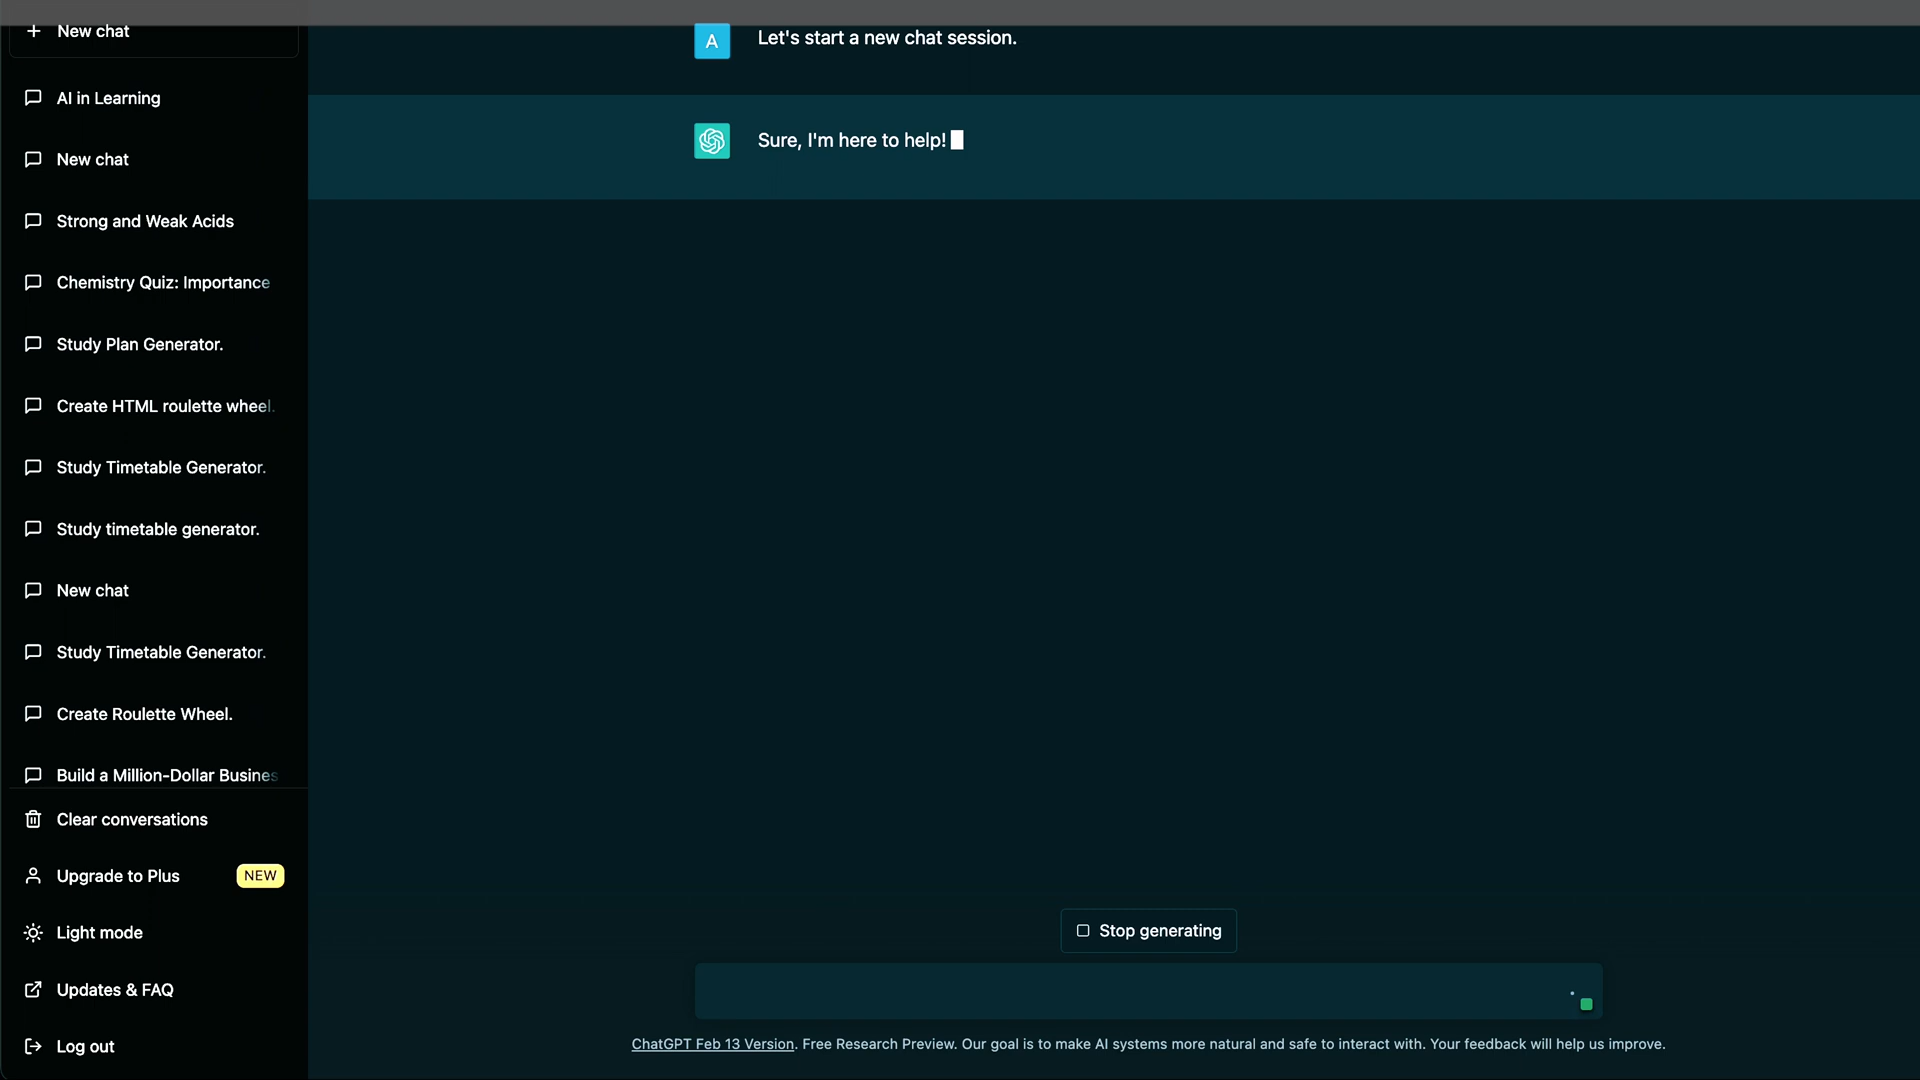 New chat
AI in Learning
New chat
Strong and Weak Acids
Chemistry Quiz: Importance
Study Plan Generator.
Create HTML roulette wheel.
Study Timetable Generator.
Study timetable generator.
New chat
Study Timetable Generator.
Create Roulette Wheel.
Build a Million-Dollar Busines
Clear conversations
Upgrade to Plus NEW
Light mode
Updates & FAQ
Log out
A Let's start a new chat session.
Sure, I'm here to help!
Stop generating
ChatGPT Feb 13 Version. Free Research Preview. Our goal is to make AI systems more natural and safe to interact with. Your feedback will help us improve.